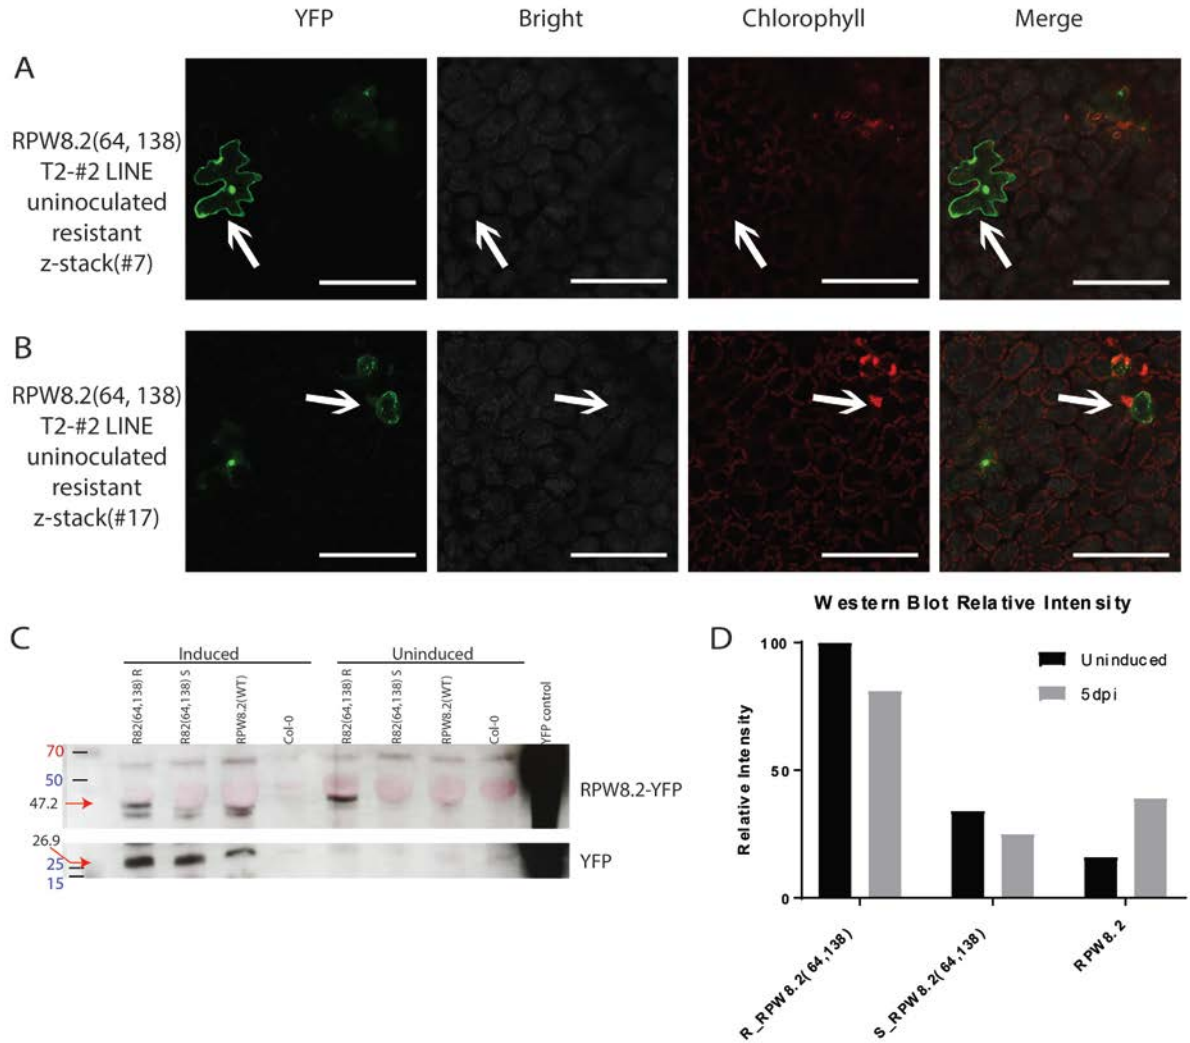 YFP
Bright
Chlorophyll
Merge
A
RPW8.2(64, 138)
T2-#2 LINE
uninoculated
resistant
z-stack(#7)
B
RPW8.2(64, 138)
T2-#2 LINE
uninoculated
resistant
z-stack(#17)
C
Induced
Uninduced
R82(64,138) R
R82(64,138) S
RPW8.2(WT)
Col-0
R82(64,138) R
R82(64,138) S
RPW8.2(WT)
Col-0
YFP control
70
50
47.2
26.9
25
15
RPW8.2-YFP
YFP
D
Western Blot Relative Intensity
Relative Intensity
100
50
0
Uninduced
5dpi
R_RPW8.2(64,138)
S_RPW8.2(64,138)
RPW8.2